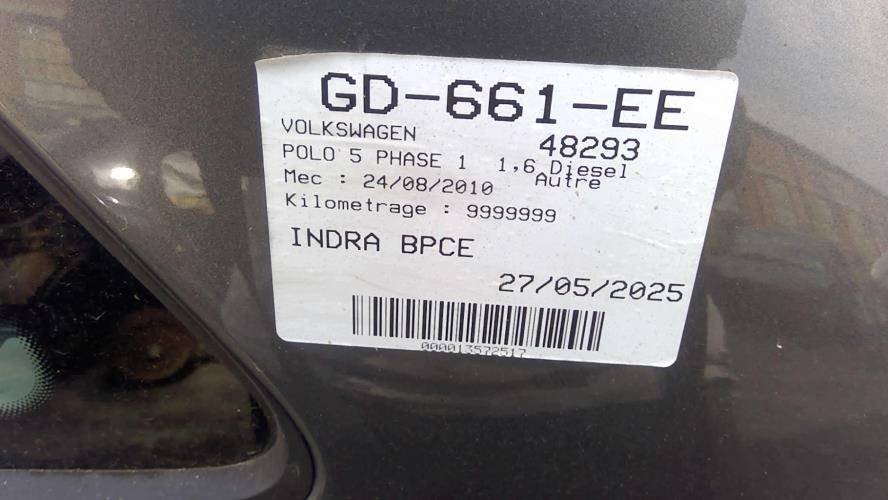 GD-661-EE
VOLKSWAGEN 48293
POLO 5 PHASE 1 1,6 Diesel
Autre
Mec : 24/08/2010
Kilometrage : 9999999
INDRA BPCE
27/05/2025
000013572517